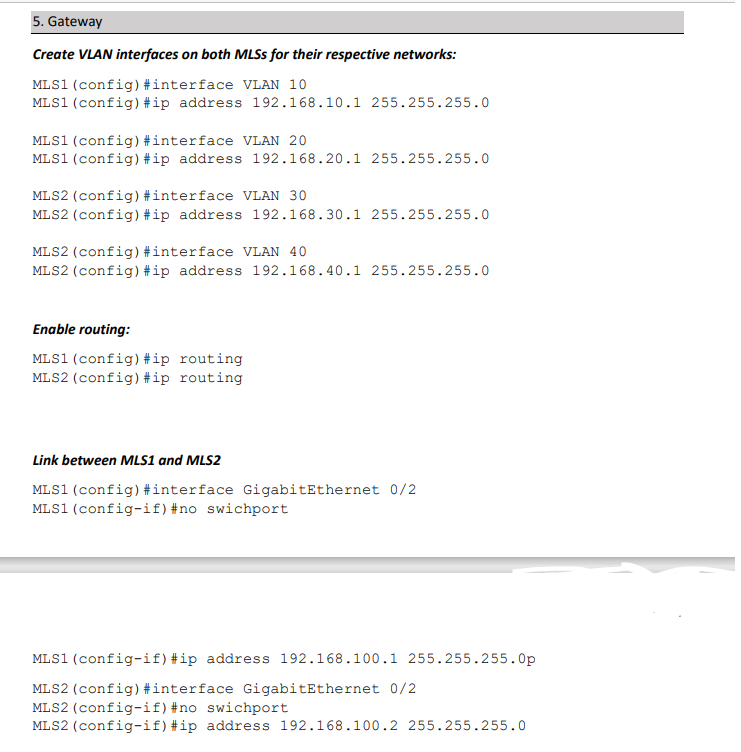 5. Gateway
Create VLAN interfaces on both MLSs for their respective networks:
MLS1(config)#interface VLAN 10
MLS1(config)#ip address 192.168.10.1 255.255.255.0
MLS1(config)#interface VLAN 20
MLS1(config)#ip address 192.168.20.1 255.255.255.0
MLS2(config)#interface VLAN 30
MLS2(config)#ip address 192.168.30.1 255.255.255.0
MLS2(config)#interface VLAN 40
MLS2(config)#ip address 192.168.40.1 255.255.255.0
Enable routing:
MLS1(config)#ip routing
MLS2(config)#ip routing
Link between MLS1 and MLS2
MLS1(config)#interface GigabitEthernet 0/2
MLS1(config-if)#no swichport
MLS1(config-if)#ip address 192.168.100.1 255.255.255.0p
MLS2(config)#interface GigabitEthernet 0/2
MLS2(config-if)#no swichport
MLS2(config-if)#ip address 192.168.100.2 255.255.255.0